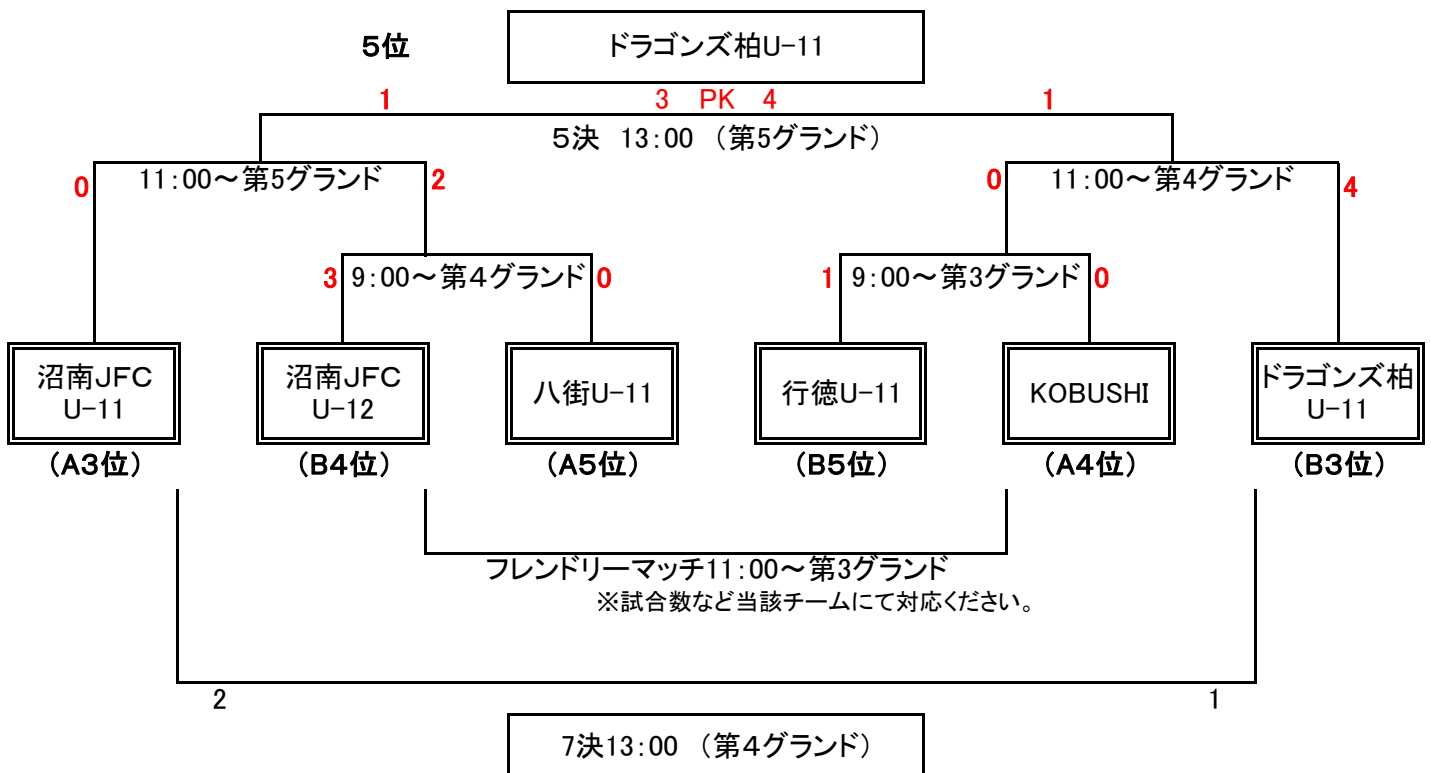 5位 ドラゴンズ柏U-11
1 3 PK 4 1
5決 13:00 (第5グランド)
0 11:00～第5グランド 2 0 11:00～第4グランド 4
3 9:00～第4グランド 0 1 9:00～第3グランド 0
沼南JFC
U-11
沼南JFC
U-12
八街U-11
行徳U-11
KOBUSHI
ドラゴンズ柏
U-11
(A3位) (B4位) (A5位) (B5位) (A4位) (B3位)
フレンドリーマッチ11:00～第3グランド
※試合数など当該チームにて対応ください。
2 1
7決13:00 (第4グランド)